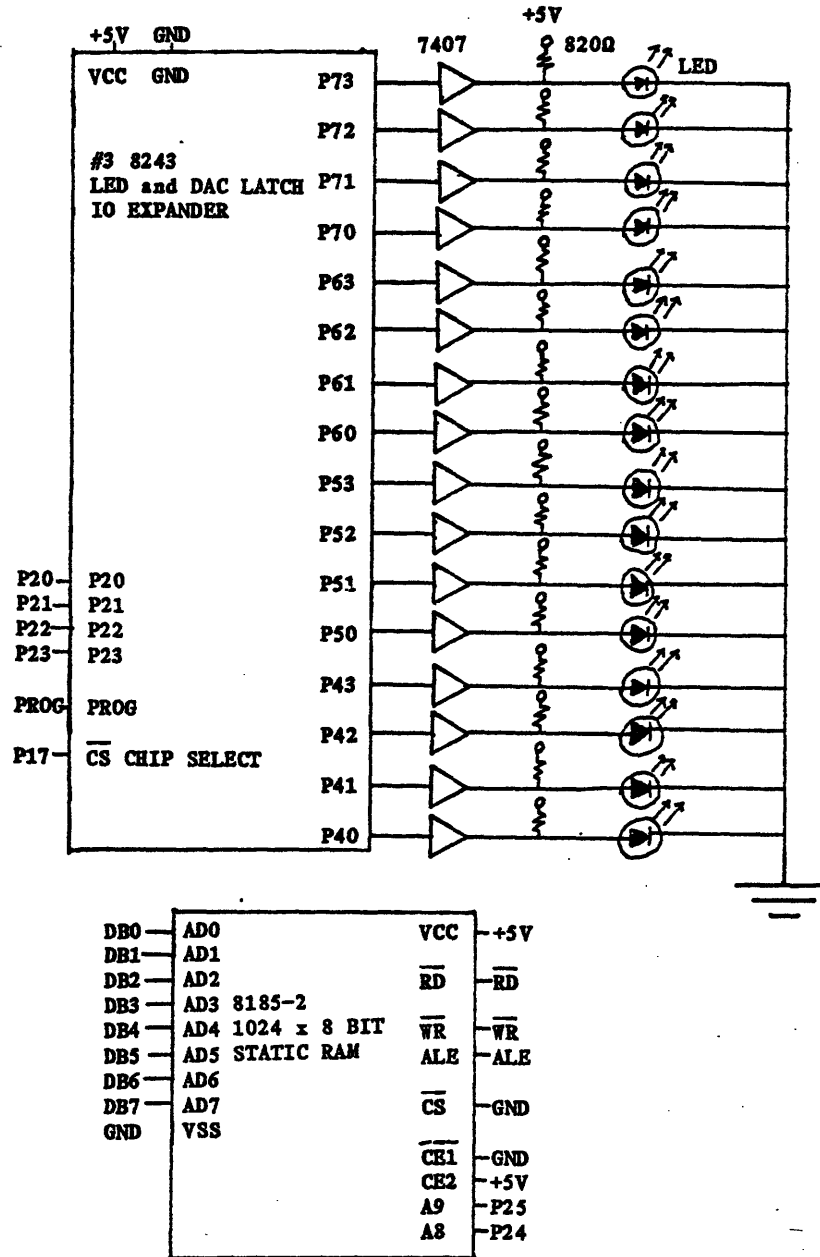 +5V GND
+5V
7407 820Ω
VCC GND
P73
LED
P72
#3 8243
LED and DAC LATCH
IO EXPANDER
P71
P70
P63
P62
P61
P60
P53
P52
P20 P20
P51
P21 P21
P22 P22
P50
P23 P23
P43
PROG PROG
P42
P17 CS CHIP SELECT
P41
P40
DB0 AD0 VCC +5V
DB1 AD1
DB2 AD2 RD RD
DB3 AD3 8185-2
DB4 AD4 1024 x 8 BIT WR WR
DB5 AD5 STATIC RAM ALE ALE
DB6 AD6
DB7 AD7 CS GND
GND VSS
CE1 GND
CE2 +5V
A9 P25
A8 P24